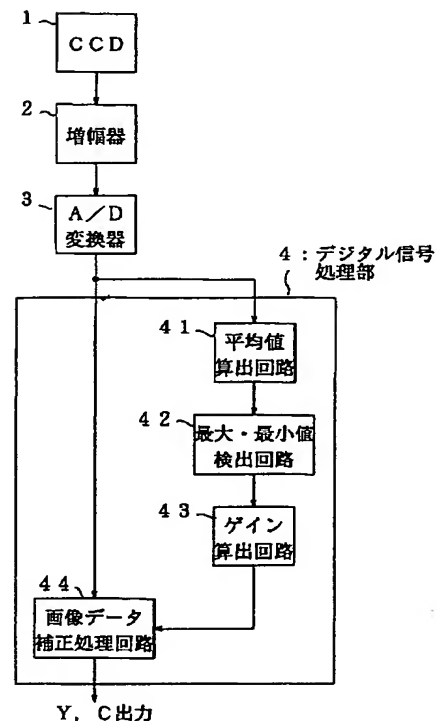 1
CCD
2
増幅器
3
A/D
変換器
4:デジタル信号
処理部
41
平均値
算出回路
42
最大・最小値
検出回路
43
ゲイン
算出回路
44
画像データ
補正処理回路
Y,C出力